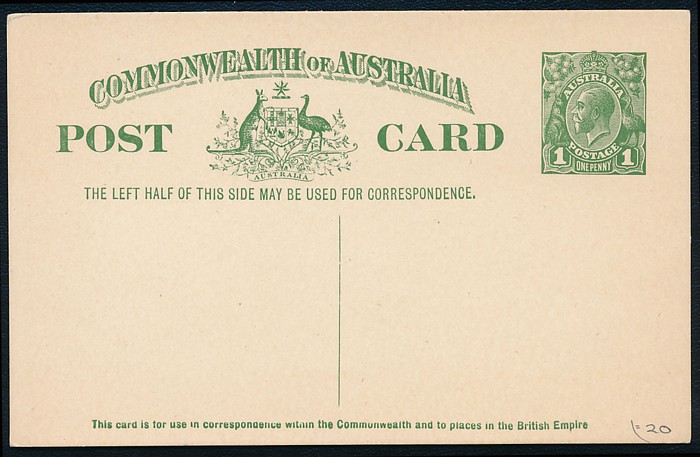 COMMONWEALTH OF AUSTRALIA
POST CARD
AUSTRALIA
THE LEFT HALF OF THIS SIDE MAY BE USED FOR CORRESPONDENCE.
AUSTRALIA
POSTAGE
1 1
ONE PENNY
This card is for use in correspondence within the Commonwealth and to places in the British Empire
20